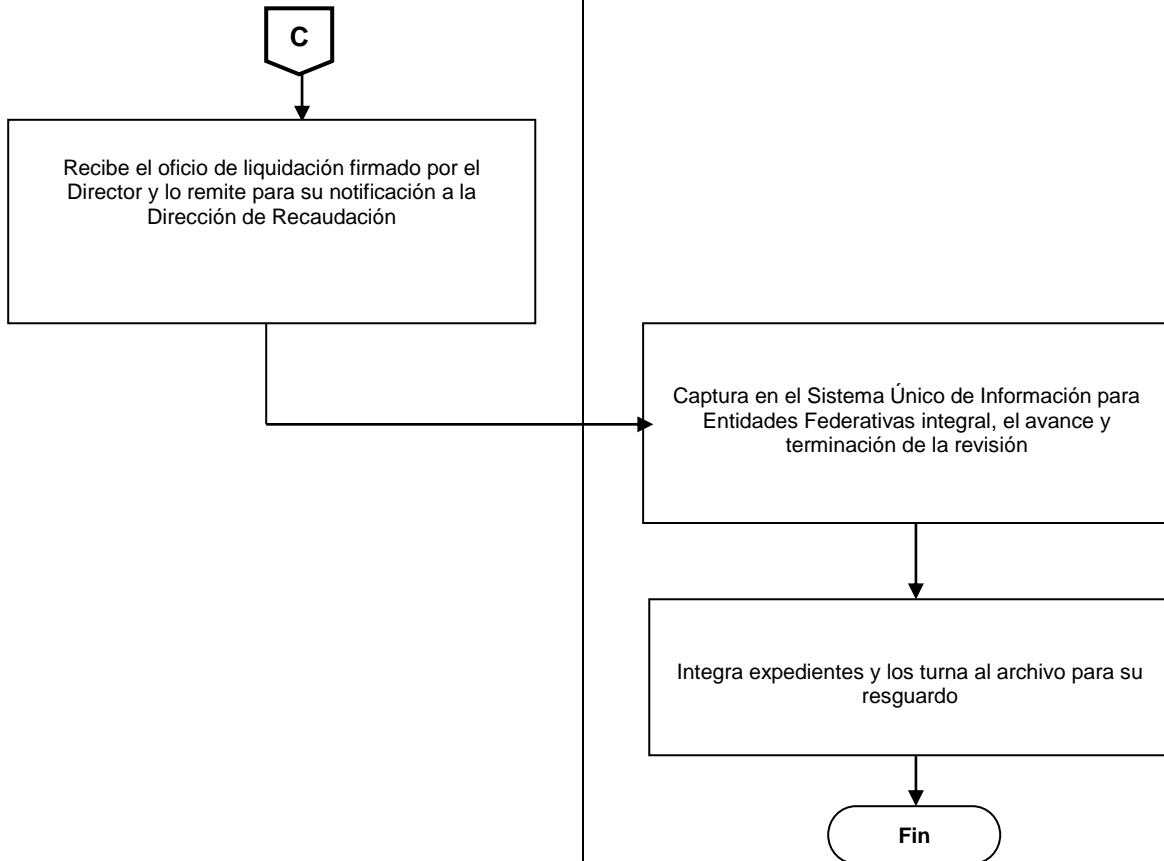 C
Recibe el oficio de liquidación firmado por el
Director y lo remite para su notificación a la
Dirección de Recaudación
Captura en el Sistema Único de Información para
Entidades Federativas integral, el avance y
terminación de la revisión
Integra expedientes y los turna al archivo para su
resguardo
Fin